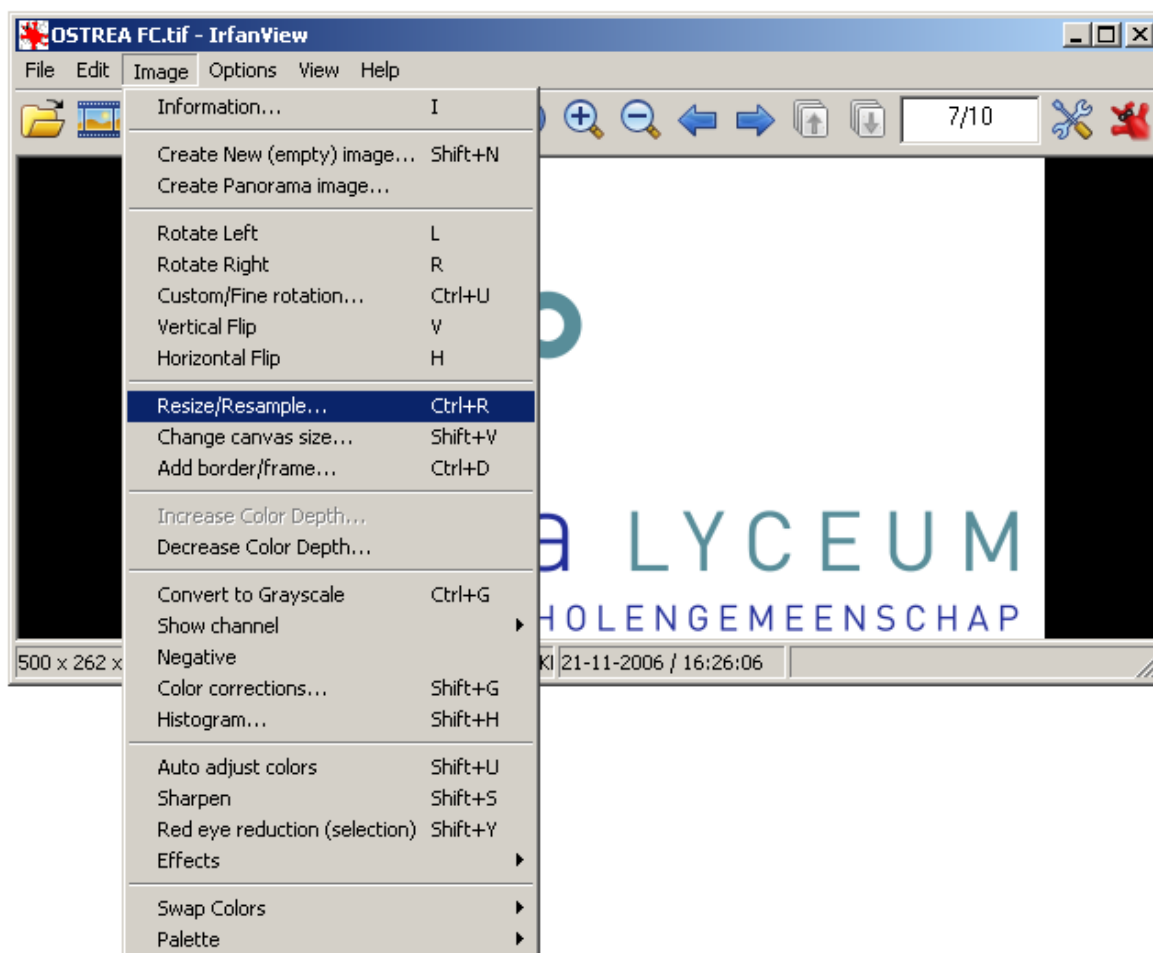 OSTREA FC.tif - IrfanView
File Edit Image Options View Help
7/10
Information... I
Create New (empty) image... Shift+N
Create Panorama image...
Rotate Left L
Rotate Right R
Custom/Fine rotation... Ctrl+U
Vertical Flip V
Horizontal Flip H
Resize/Resample... Ctrl+R
Change canvas size... Shift+V
Add border/frame... Ctrl+D
Increase Color Depth...
Decrease Color Depth...
Convert to Grayscale Ctrl+G
Show channel
Negative
Color corrections... Shift+G
Histogram... Shift+H
Auto adjust colors Shift+U
Sharpen Shift+S
Red eye reduction (selection) Shift+Y
Effects
Swap Colors
Palette
a LYCEUM
HOLENGEMEENSCHAP
500 x 262 x 21-11-2006 / 16:26:06